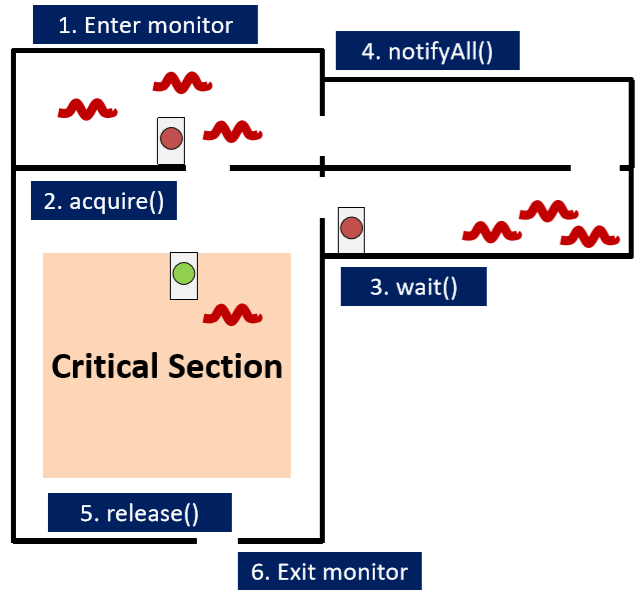 1. Enter monitor
4. notifyAll()
2. acquire()
3. wait()
Critical Section
5. release()
6. Exit monitor